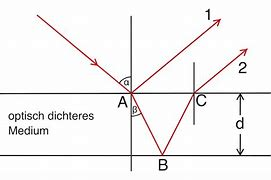 1
2
α
A
β
C
optisch dichteres
Medium
d
B